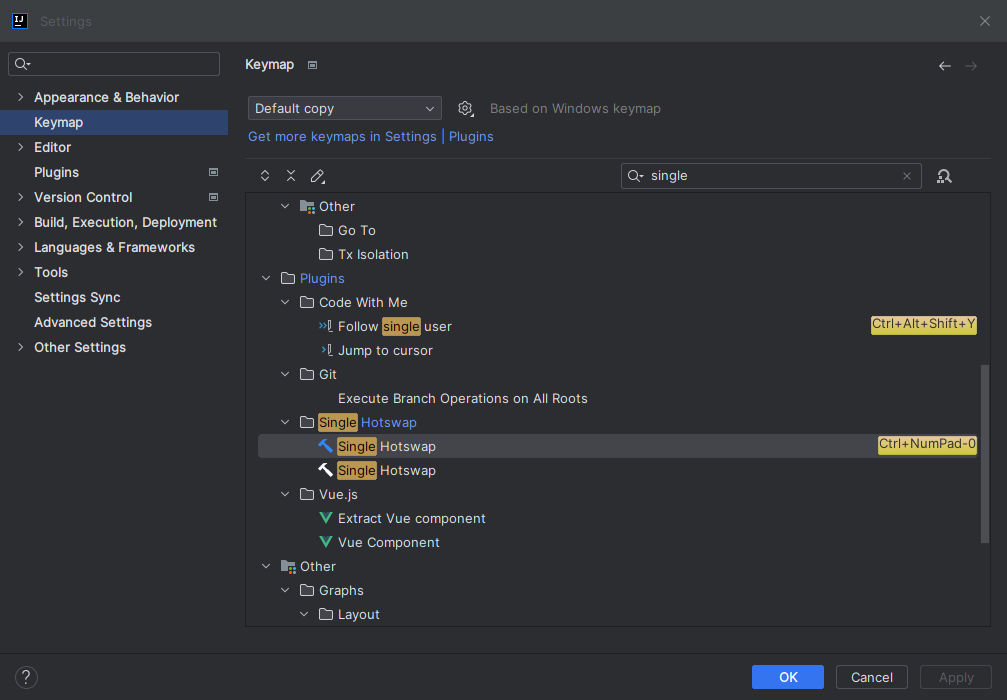 IJ
Settings
Keymap
Appearance & Behavior
Keymap
Editor
Plugins
Version Control
Build, Execution, Deployment
Languages & Frameworks
Tools
Settings Sync
Advanced Settings
Other Settings
Default copy
Based on Windows keymap
Get more keymaps in Settings | Plugins
single
Other
Go To
Tx Isolation
Plugins
Code With Me
Follow single user Ctrl+Alt+Shift+Y
Jump to cursor
Git
Execute Branch Operations on All Roots
Single Hotswap
Single Hotswap Ctrl+NumPad-0
Single Hotswap
Vue.js
Extract Vue component
Vue Component
Other
Graphs
Layout
?
OK Cancel Apply